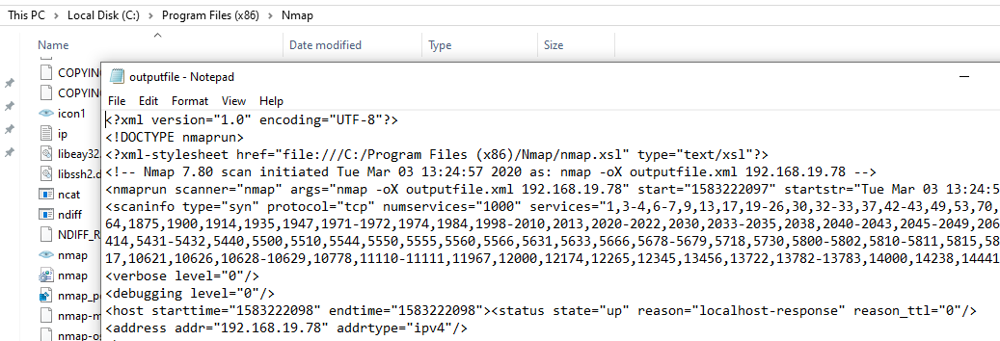 This PC > Local Disk (C:) > Program Files (x86) > Nmap
Name Date modified Type Size
COPYING
COPYING
icon1
ip
libeay32.
libssh2.d
ncat
ndiff
NDIFF_R
nmap
nmap
nmap_pe
nmap-m
nmap-os
outputfile - Notepad
File Edit Format View Help
<?xml version="1.0" encoding="UTF-8"?>
<!DOCTYPE nmaprun>
<?xml-stylesheet href="file:///C:/Program Files (x86)/Nmap/nmap.xsl" type="text/xsl"?>
<!-- Nmap 7.80 scan initiated Tue Mar 03 13:24:57 2020 as: nmap -oX outputfile.xml 192.168.19.78 -->
<nmaprun scanner="nmap" args="nmap -oX outputfile.xml 192.168.19.78" start="1583222097" startstr="Tue Mar 03 13:24:5
<scaninfo type="syn" protocol="tcp" numservices="1000" services="1,3-4,6-7,9,13,17,19-26,30,32-33,37,42-43,49,53,70,
64,1875,1900,1914,1935,1947,1971-1972,1974,1984,1998-2010,2013,2020-2022,2030,2033-2035,2038,2040-2043,2045-2049,206
414,5431-5432,5440,5500,5510,5544,5550,5555,5560,5566,5631,5633,5666,5678-5679,5718,5730,5800-5802,5810-5811,5815,58
17,10621,10626,10628-10629,10778,11110-11111,11967,12000,12174,12265,12345,13456,13722,13782-13783,14000,14238,14441
<verbose level="0"/>
<debugging level="0"/>
<host starttime="1583222098" endtime="1583222098"><status state="up" reason="localhost-response" reason_ttl="0"/>
<address addr="192.168.19.78" addrtype="ipv4"/>